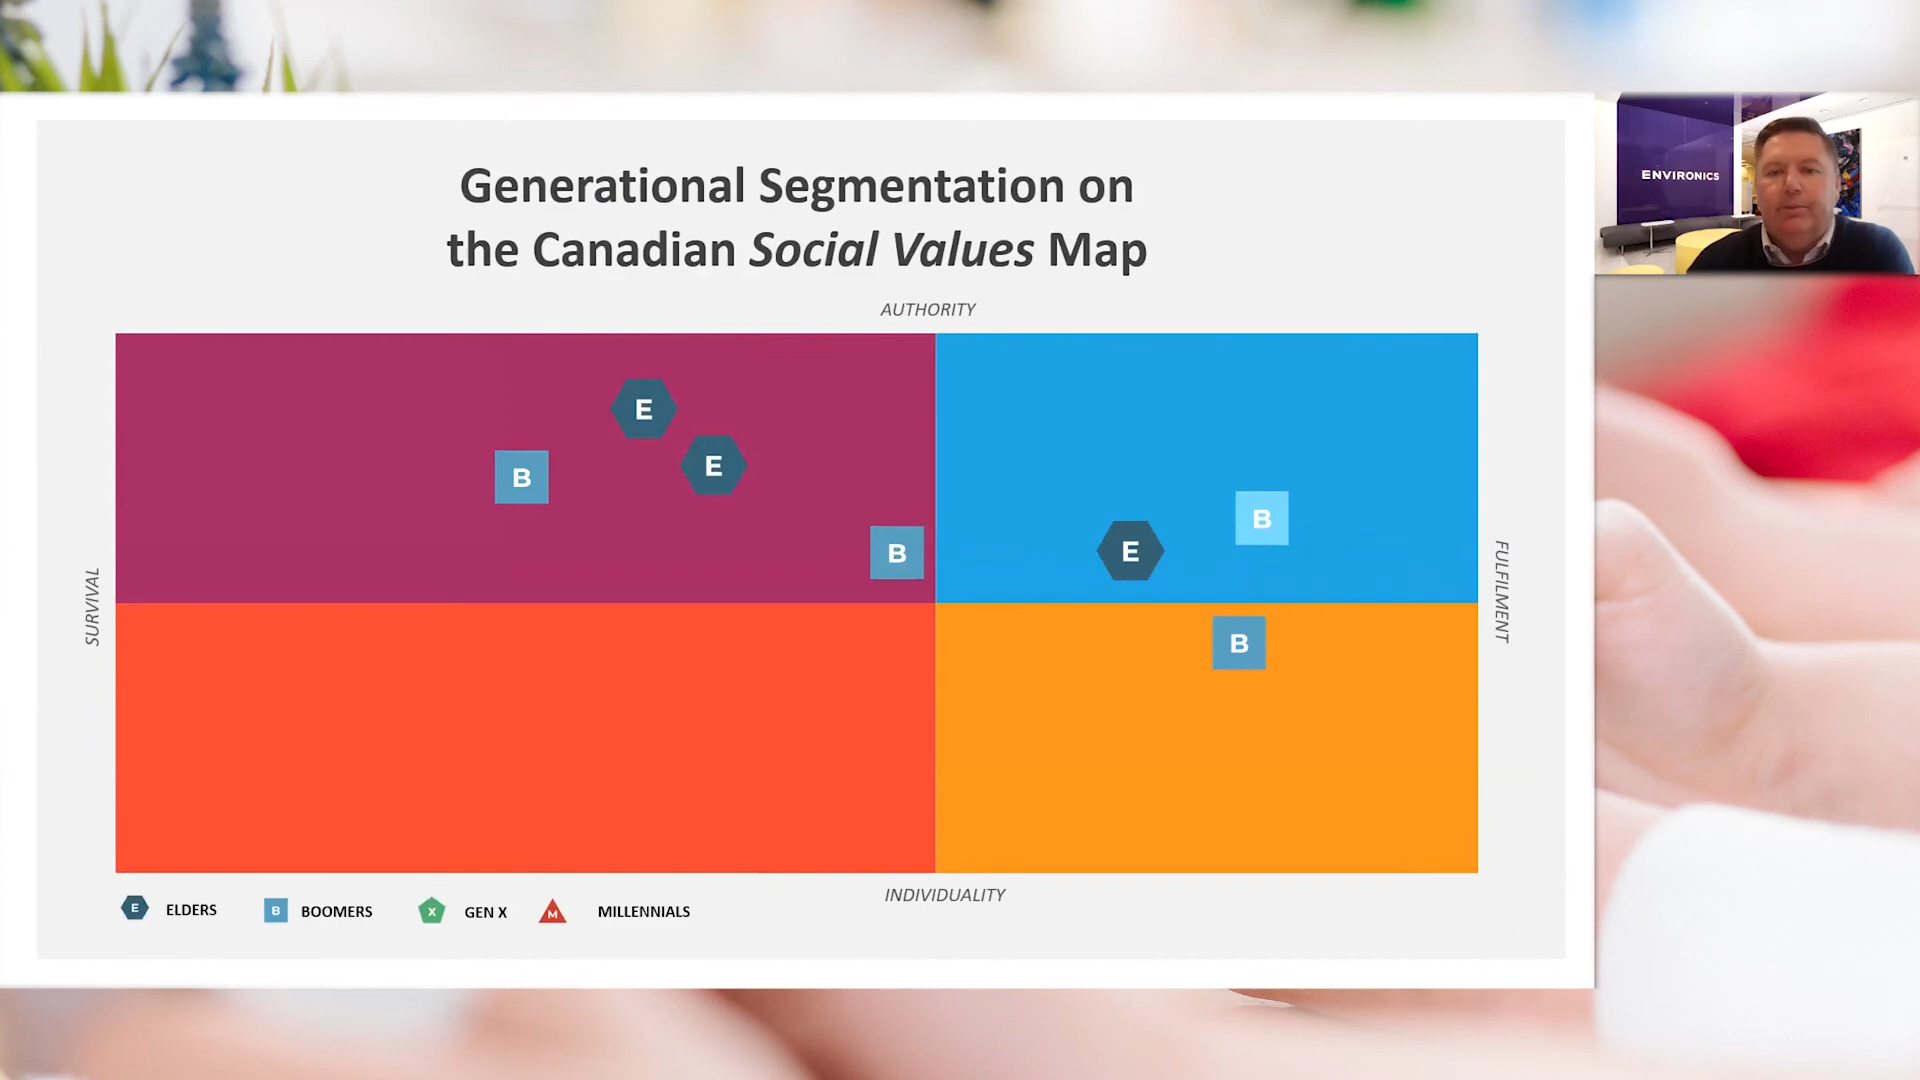 Generational Segmentation on
the Canadian Social Values Map
ENVIRONICS
AUTHORITY
E
E
B
B
B
E
B
SURVIVAL
FULFILMENT
INDIVIDUALITY
E ELDERS
B BOOMERS
X GEN X
M MILLENNIALS